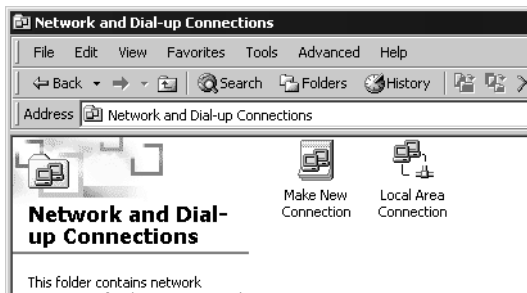 Network and Dial-up Connections
File Edit View Favorites Tools Advanced Help
Back Search Folders History
Address Network and Dial-up Connections
Make New Connection
Local Area Connection
Network and Dial-
up Connections
This folder contains network